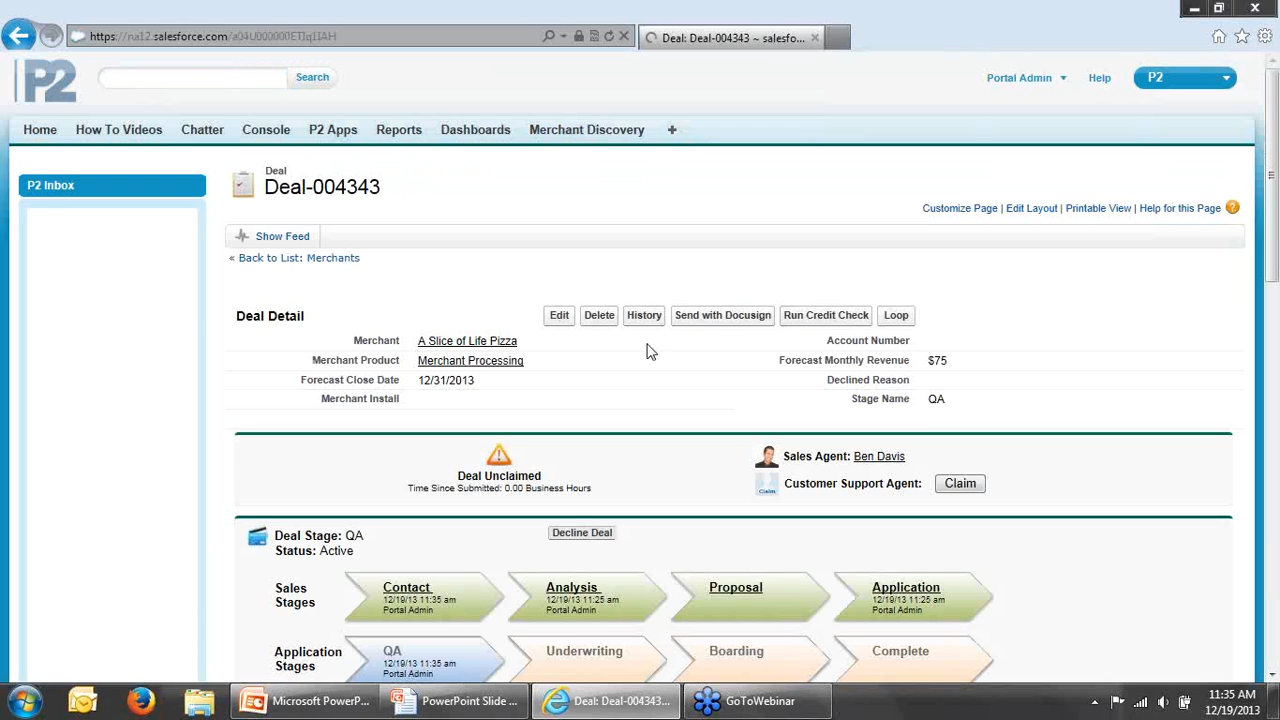 https://na12.salesforce.com/
Deal: Deal-004343 ~ salesfo...
P2
Search
Portal Admin
Help
P2
Home
How To Videos
Chatter
Console
P2 Apps
Reports
Dashboards
Merchant Discovery
+
P2 Inbox
Deal
Deal-004343
Customize Page | Edit Layout | Printable View | Help for this Page ?
Show Feed
« Back to List: Merchants
Deal Detail
Edit
Delete
History
Send with Docusign
Run Credit Check
Loop
Merchant A Slice of Life Pizza
Account Number
Merchant Product Merchant Processing
Forecast Monthly Revenue $75
Forecast Close Date 12/31/2013
Declined Reason
Merchant Install
Stage Name QA
Deal Unclaimed
Time Since Submitted: 0.00 Business Hours
Sales Agent: Ben Davis
Claim
Customer Support Agent: Claim
Deal Stage: QA
Status: Active
Decline Deal
Sales
Stages
Contact
12/19/13 11:35 am
Portal Admin
Analysis
12/19/13 11:25 am
Portal Admin
Proposal
Application
12/19/13 11:25 am
Portal Admin
Application
Stages
QA
12/19/13 11:35 am
Portal Admin
Underwriting
Boarding
Complete
Microsoft PowerP...
PowerPoint Slide ...
Deal: Deal-004343...
GoToWebinar
11:35 AM
12/19/2013